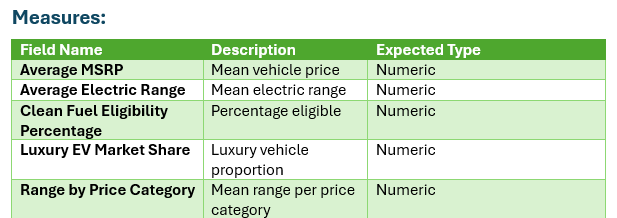 Measures:
Field Name Description Expected Type
Average MSRP Mean vehicle price Numeric
Average Electric Range Mean electric range Numeric
Clean Fuel Eligibility Percentage eligible Numeric
Percentage
Luxury EV Market Share Luxury vehicle Numeric
proportion
Range by Price Category Mean range per price Numeric
category